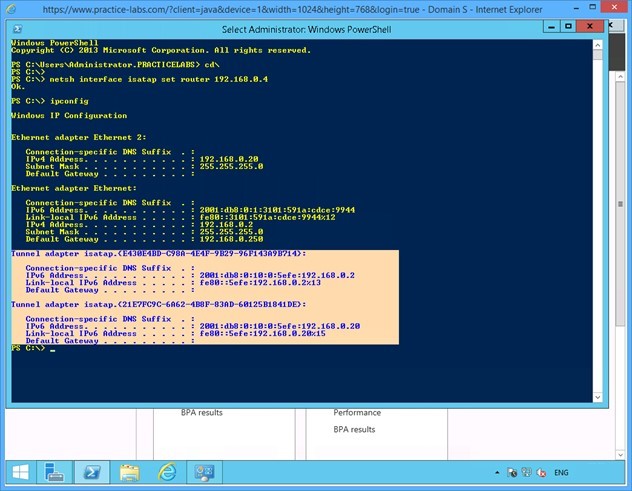 https://www.practice-labs.com/?client=java&device=1&width=1024&height=768&login=true - Domain S - Internet Explorer
Select Administrator: Windows PowerShell
Windows PowerShell
Copyright (C) 2013 Microsoft Corporation. All rights reserved.
PS C:\Users\Administrator.PRACTICELABS> cd\
PS C:\>
PS C:\> netsh interface isatap set router 192.168.0.4
Ok.
PS C:\> ipconfig
Windows IP Configuration
Ethernet adapter Ethernet 2:
Connection-specific DNS Suffix . :
IPv4 Address. . . . . . . . . . . : 192.168.0.20
Subnet Mask . . . . . . . . . . . : 255.255.255.0
Default Gateway . . . . . . . . . :
Ethernet adapter Ethernet:
Connection-specific DNS Suffix . :
IPv6 Address. . . . . . . . . . . : 2001:db8:0:1:3101:591a:cdce:9944
Link-local IPv6 Address . . . . . : fe80::3101:591a:cdce:9944%12
IPv4 Address. . . . . . . . . . . : 192.168.0.2
Subnet Mask . . . . . . . . . . . : 255.255.255.0
Default Gateway . . . . . . . . . : 192.168.0.250
Tunnel adapter isatap.{E430E4BD-C98A-4E4F-9B29-96F143A9B714}:
Connection-specific DNS Suffix . :
IPv6 Address. . . . . . . . . . . : 2001:db8:0:10:0:5efe:192.168.0.2
Link-local IPv6 Address . . . . . : fe80::5efe:192.168.0.2%13
Default Gateway . . . . . . . . . :
Tunnel adapter isatap.{21E7FC9C-6A62-4B8F-83AD-60125B1841DE}:
Connection-specific DNS Suffix . :
IPv6 Address. . . . . . . . . . . : 2001:db8:0:10:0:5efe:192.168.0.20
Link-local IPv6 Address . . . . . : fe80::5efe:192.168.0.20%15
Default Gateway . . . . . . . . . :
PS C:\> _
BPA results
Performance
BPA results
ENG